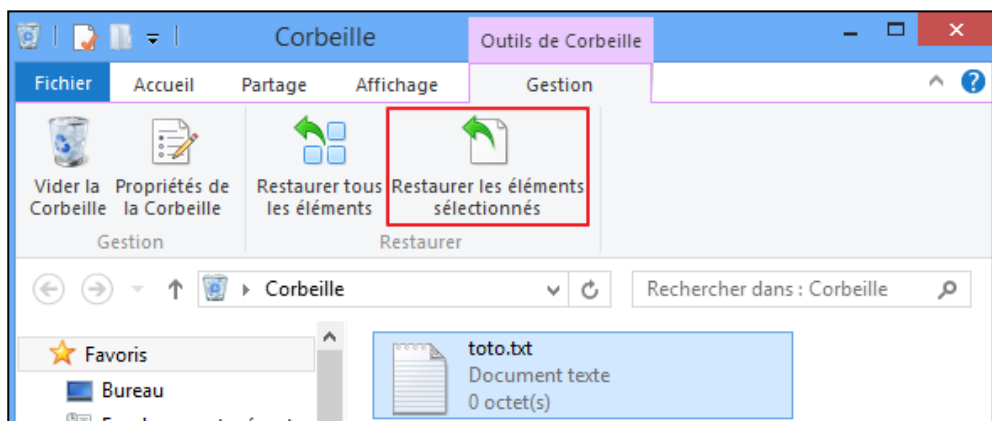 Corbeille
Outils de Corbeille
Fichier Accueil Partage Affichage Gestion
Vider la Corbeille
Propriétés de la Corbeille
Restaurer tous les éléments
Restaurer les éléments sélectionnés
Gestion
Restaurer
Corbeille
Rechercher dans : Corbeille
Favoris
Bureau
toto.txt
Document texte
0 octet(s)